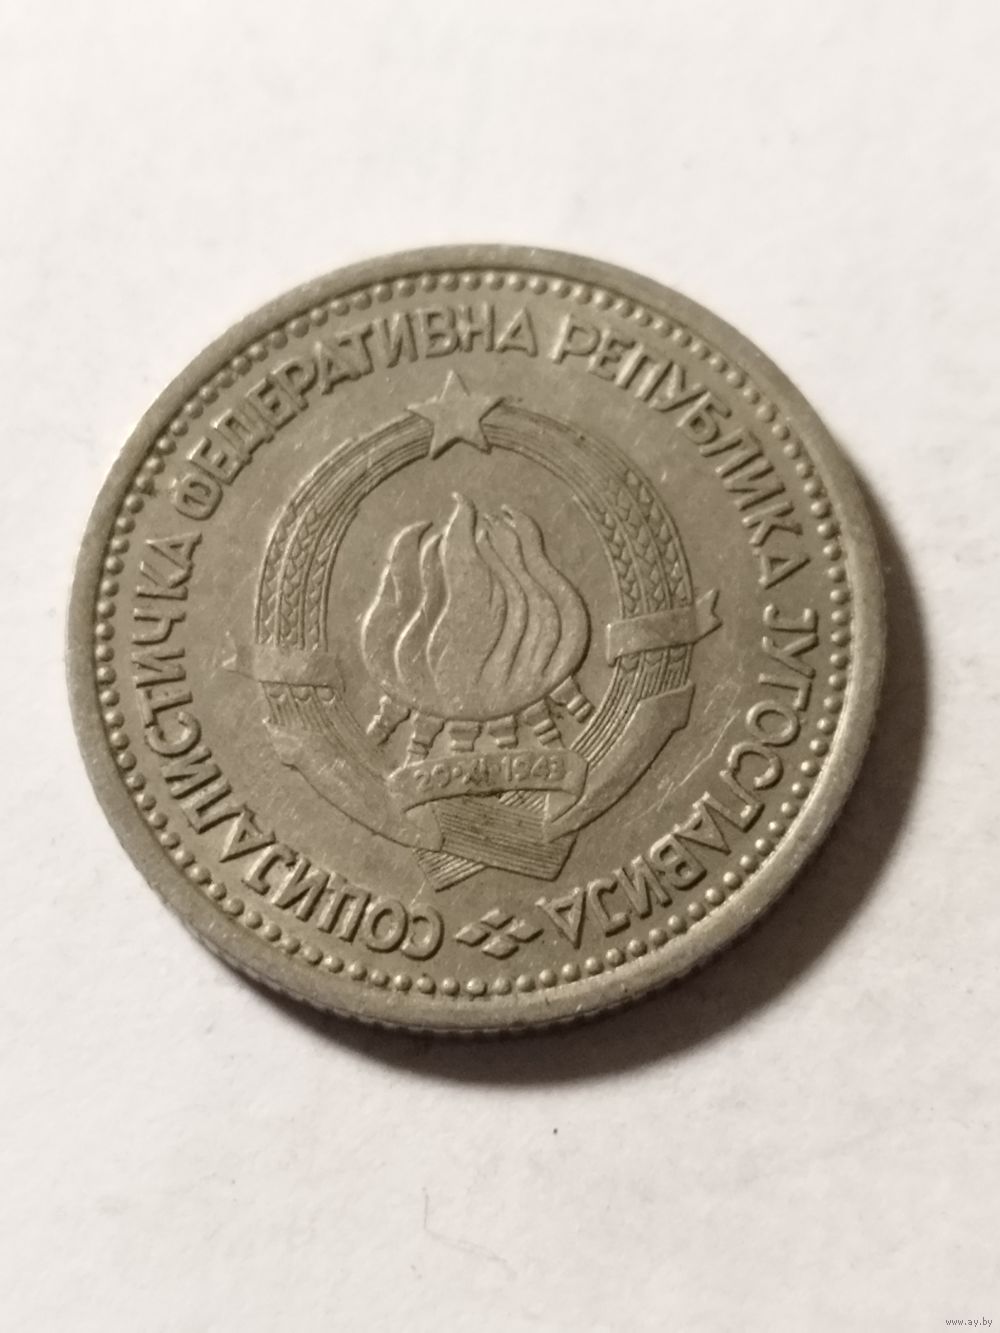 СОЦИЈАЛИСТИЧКА ФЕДЕРАТИВНА РЕПУБЛИКА ЈУГОСЛАВИЈА
29·XI·1943
www.ay.by